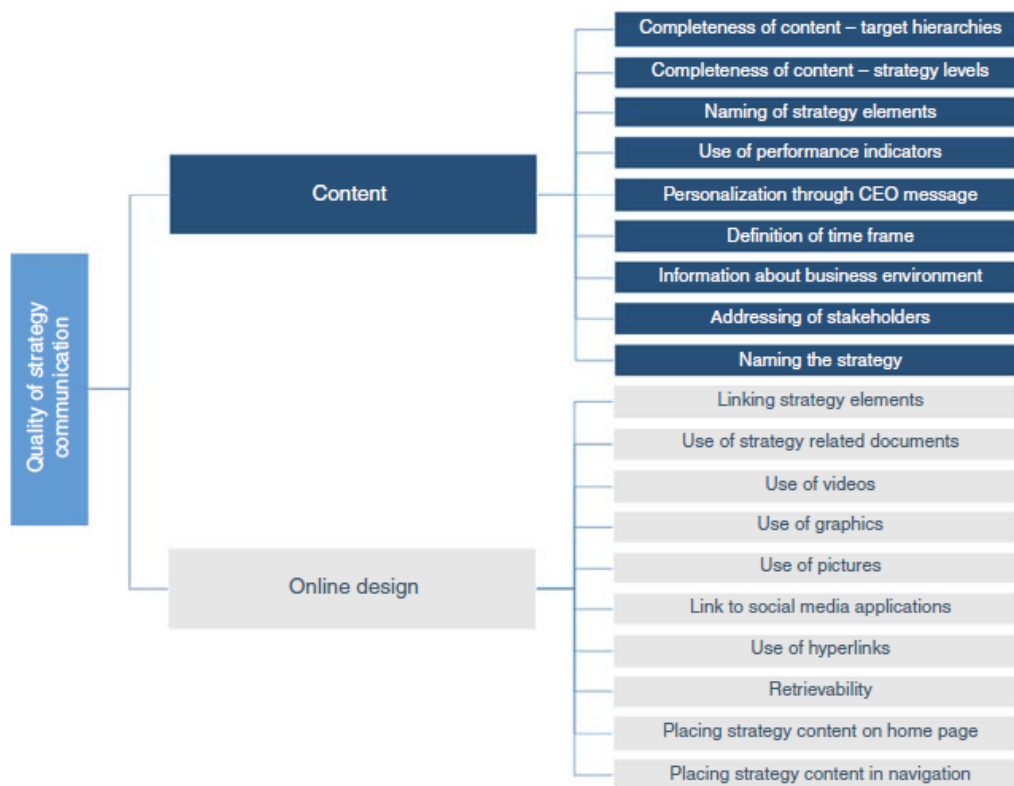 Quality of strategy
communication
Content
Completeness of content – target hierarchies
Completeness of content – strategy levels
Naming of strategy elements
Use of performance indicators
Personalization through CEO message
Definition of time frame
Information about business environment
Addressing of stakeholders
Naming the strategy
Online design
Linking strategy elements
Use of strategy related documents
Use of videos
Use of graphics
Use of pictures
Link to social media applications
Use of hyperlinks
Retrievability
Placing strategy content on home page
Placing strategy content in navigation